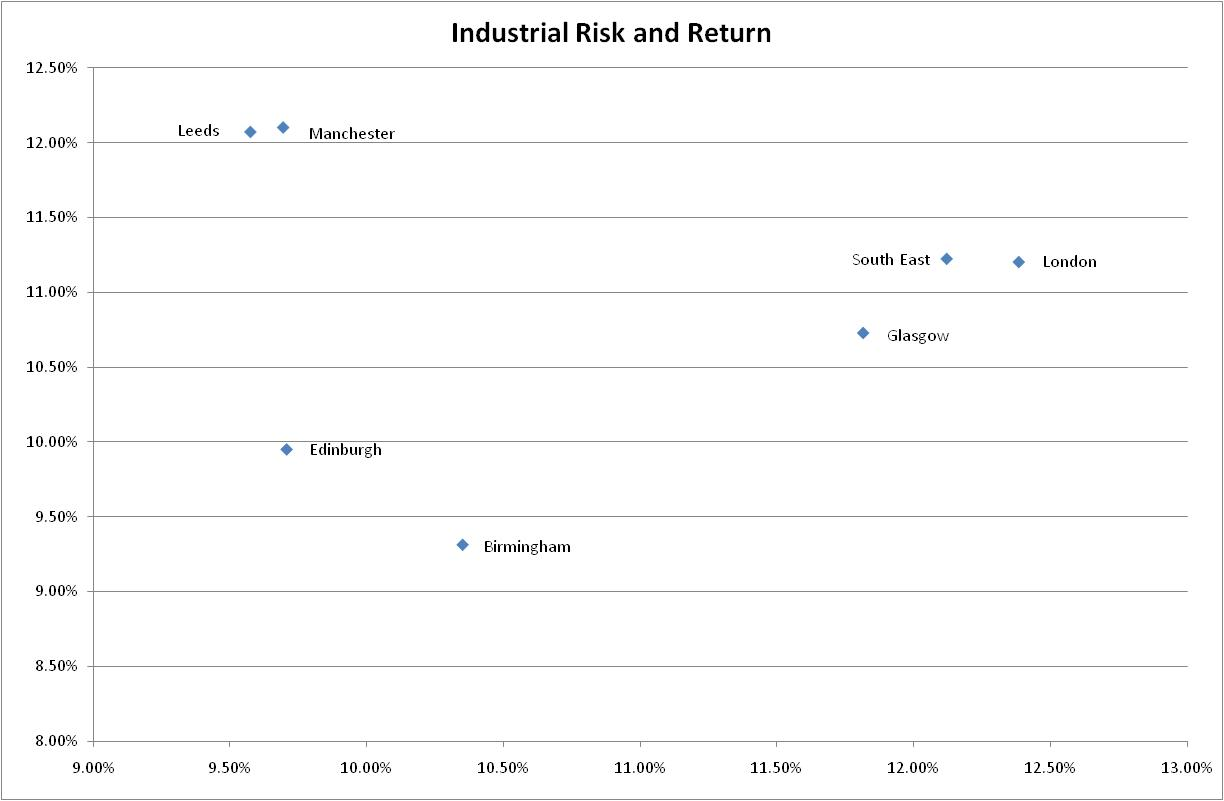 Industrial Risk and Return
12.50%
Leeds
Manchester
12.00%
11.50%
South East
London
11.00%
Glasgow
10.50%
10.00%
Edinburgh
9.50%
Birmingham
9.00%
8.50%
8.00%
9.00% 9.50% 10.00% 10.50% 11.00% 11.50% 12.00% 12.50% 13.00%